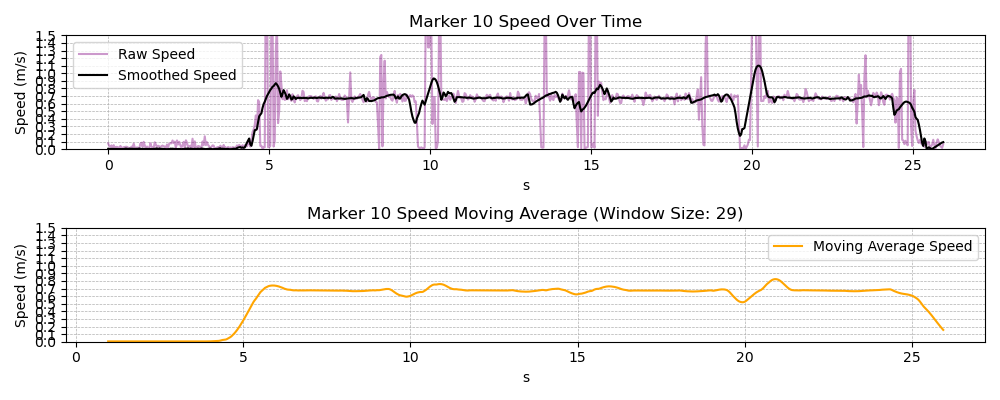 Marker 10 Speed Over Time
Speed (m/s)
1.5
1.4
1.3
1.2
1.1
1.0
0.9
0.8
0.7
0.6
0.5
0.4
0.3
0.2
0.1
0.0
Raw Speed
Smoothed Speed
0 5 10 15 20 25
s
Marker 10 Speed Moving Average (Window Size: 29)
Speed (m/s)
1.5
1.4
1.3
1.2
1.1
1.0
0.9
0.8
0.7
0.6
0.5
0.4
0.3
0.2
0.1
0.0
Moving Average Speed
0 5 10 15 20 25
s